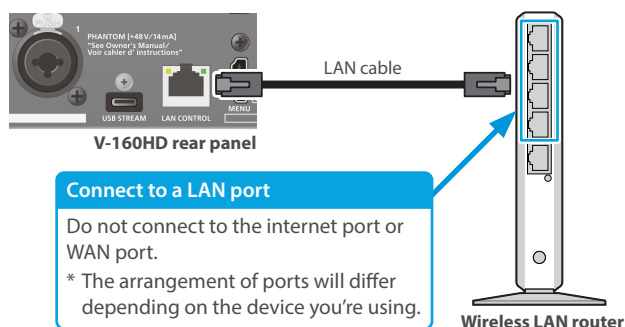 PUSH
1
PHANTOM [+48V/14mA]
"See Owner's Manual/
Voir cahier d' instructions"
USB STREAM
LAN CONTROL
MENU
LAN cable
V-160HD rear panel
Connect to a LAN port
Do not connect to the internet port or
WAN port.
* The arrangement of ports will differ
depending on the device you're using.
Wireless LAN router